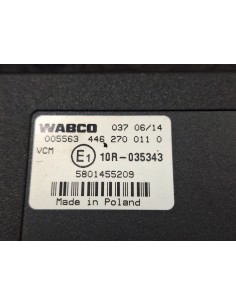 WABCO 037 06/14
005563 446 270 011 0
VCM E1 10R-035343
5801455209
Made in Poland